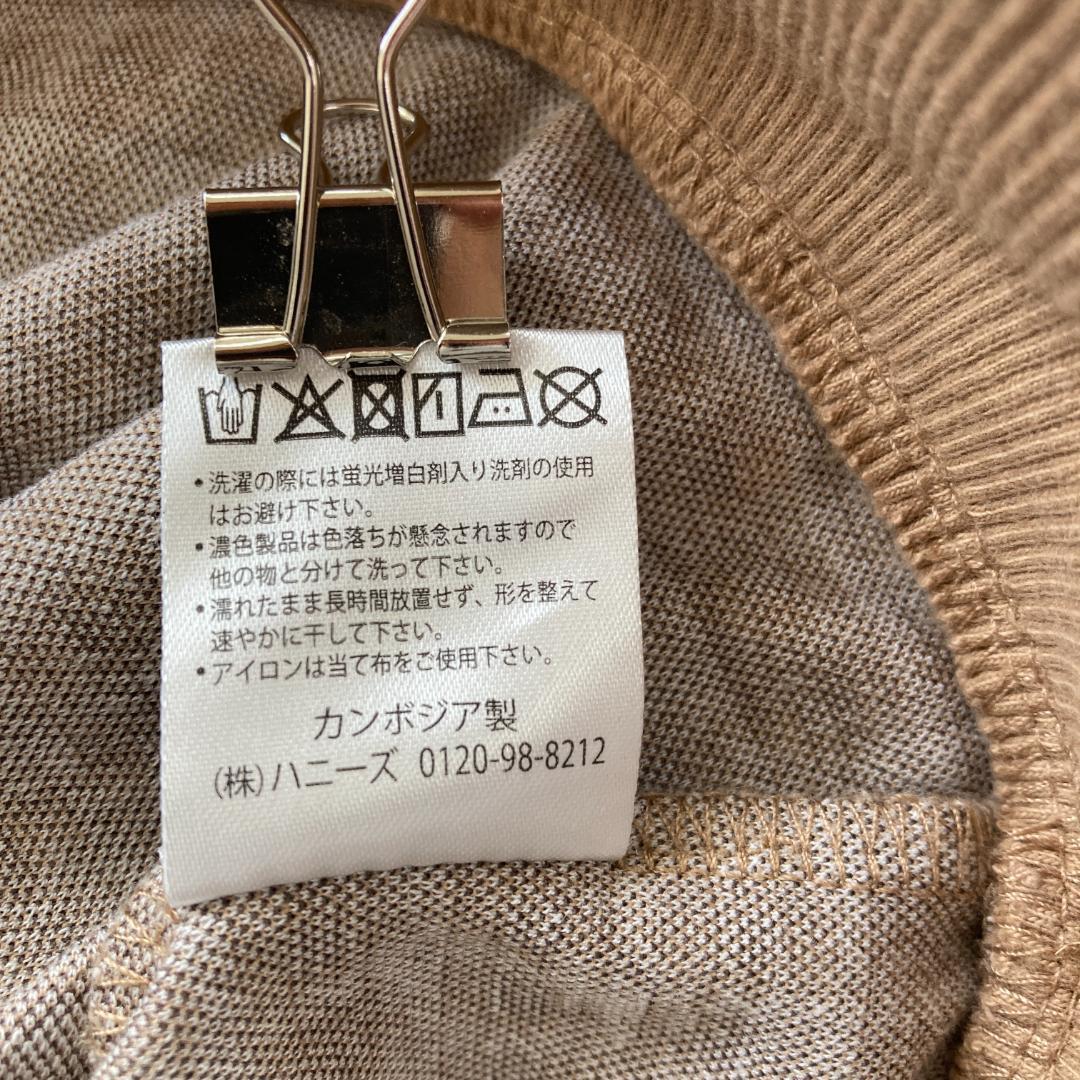 •洗濯の際には蛍光増白剤入り洗剤の使用
はお避け下さい。
•濃色製品は色落ちが懸念されますので
他の物と分けて洗って下さい。
•濡れたまま長時間放置せず、形を整えて
速やかに干して下さい。
•アイロンは当て布をご使用下さい。
カンボジア製
(株)ハニーズ 0120-98-8212